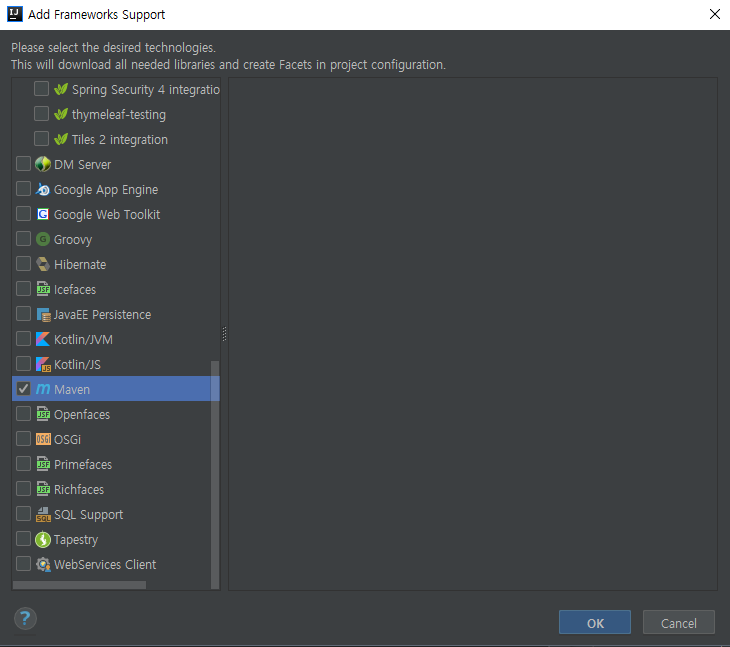 Add Frameworks Support
Please select the desired technologies.
This will download all needed libraries and create Facets in project configuration.
Spring Security 4 integratio
thymeleaf-testing
Tiles 2 integration
DM Server
Google App Engine
Google Web Toolkit
Groovy
Hibernate
Icefaces
JavaEE Persistence
Kotlin/JVM
Kotlin/JS
Maven
Openfaces
OSGi
Primefaces
Richfaces
SQL Support
Tapestry
WebServices Client
?
OK
Cancel